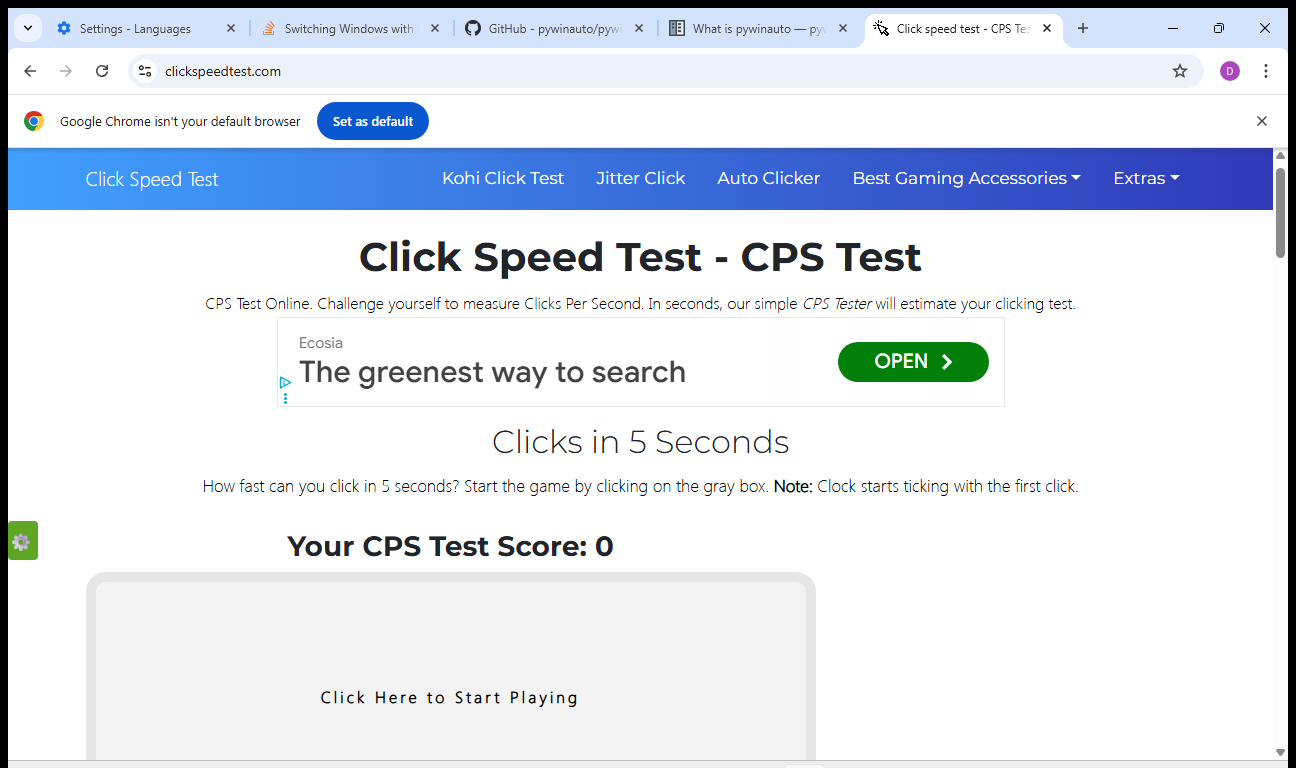 Settings - Languages
Switching Windows with
GitHub - pywinauto/pyw
What is pywinauto — pyw
Click speed test - CPS Tes
clickspeedtest.com
D
Google Chrome isn't your default browser
Set as default
Click Speed Test
Kohi Click Test
Jitter Click
Auto Clicker
Best Gaming Accessories
Extras
Click Speed Test - CPS Test
CPS Test Online. Challenge yourself to measure Clicks Per Second. In seconds, our simple CPS Tester will estimate your clicking test.
Ecosia
The greenest way to search
OPEN
Clicks in 5 Seconds
How fast can you click in 5 seconds? Start the game by clicking on the gray box. Note: Clock starts ticking with the first click.
Your CPS Test Score: 0
Click Here to Start Playing